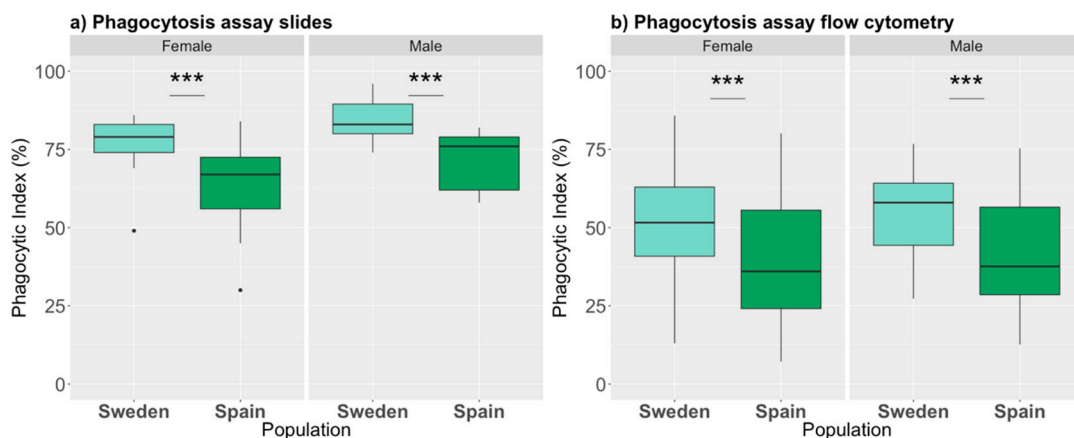 a) Phagocytosis assay slides
Female
Male
Phagocytic Index (%)
100
75
50
25
0
***
***
Sweden
Spain
Sweden
Spain
Population
b) Phagocytosis assay flow cytometry
Female
Male
Phagocytic Index (%)
100
75
50
25
0
***
***
Sweden
Spain
Sweden
Spain
Population